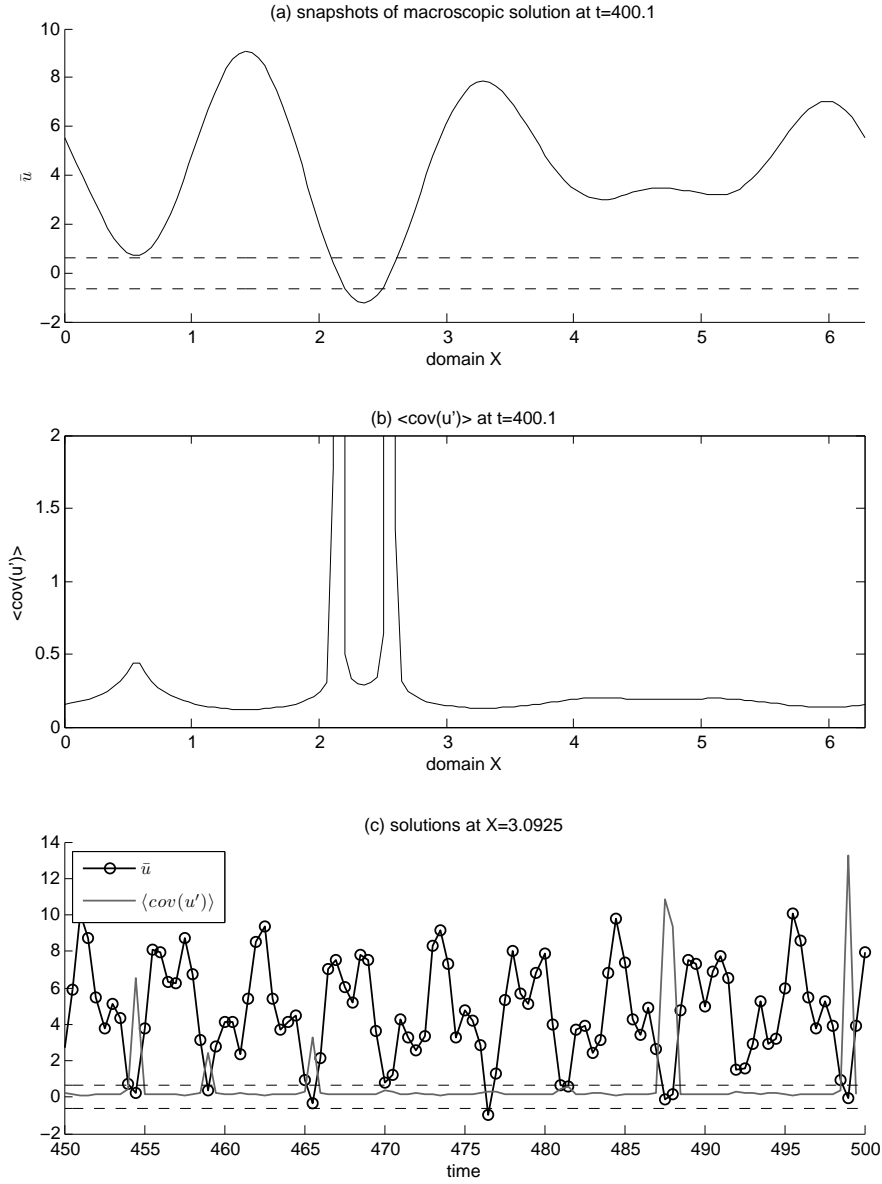 (a) snapshots of macroscopic solution at t=400.1
10
8
6
4
2
0
−2
ū
0 1 2 3 4 5 6
domain X
(b) <cov(u')> at t=400.1
2
1.5
1
0.5
0
<cov(u')>
0 1 2 3 4 5 6
domain X
(c) solutions at X=3.0925
14
12
10
8
6
4
2
0
−2
ū
⟨cov(u′)⟩
450 455 460 465 470 475 480 485 490 495 500
time